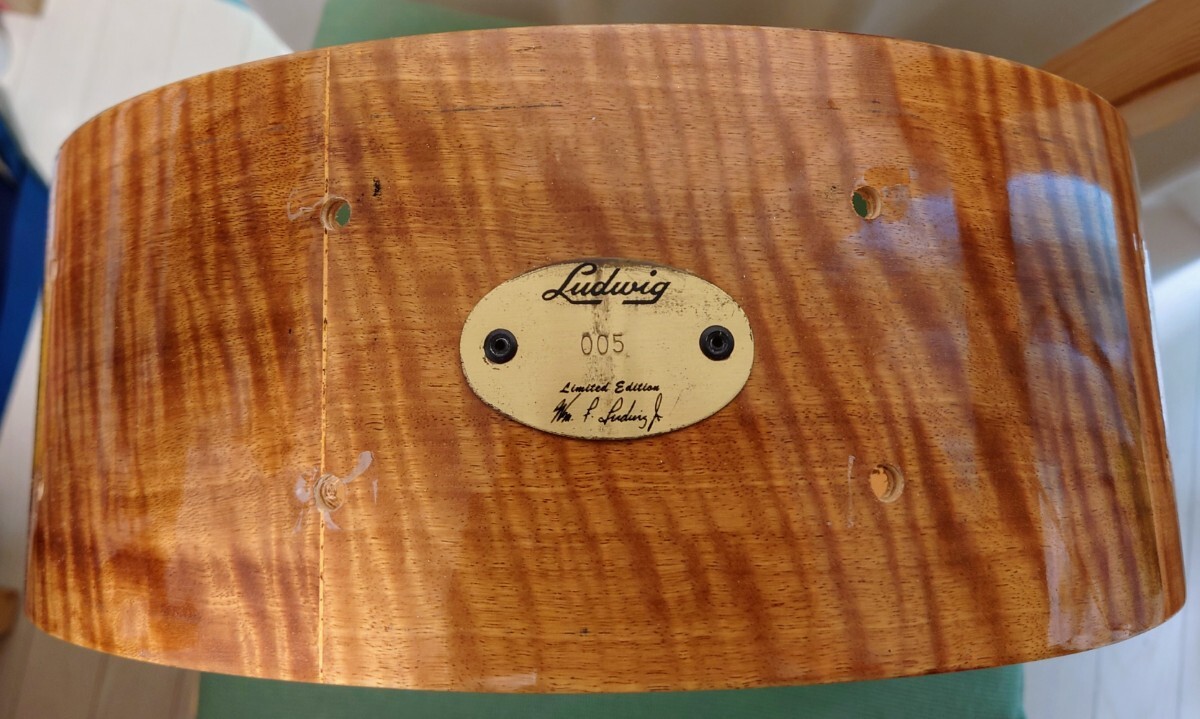 Ludwig
005
Limited Edition
Wm. F. Ludwig Jr